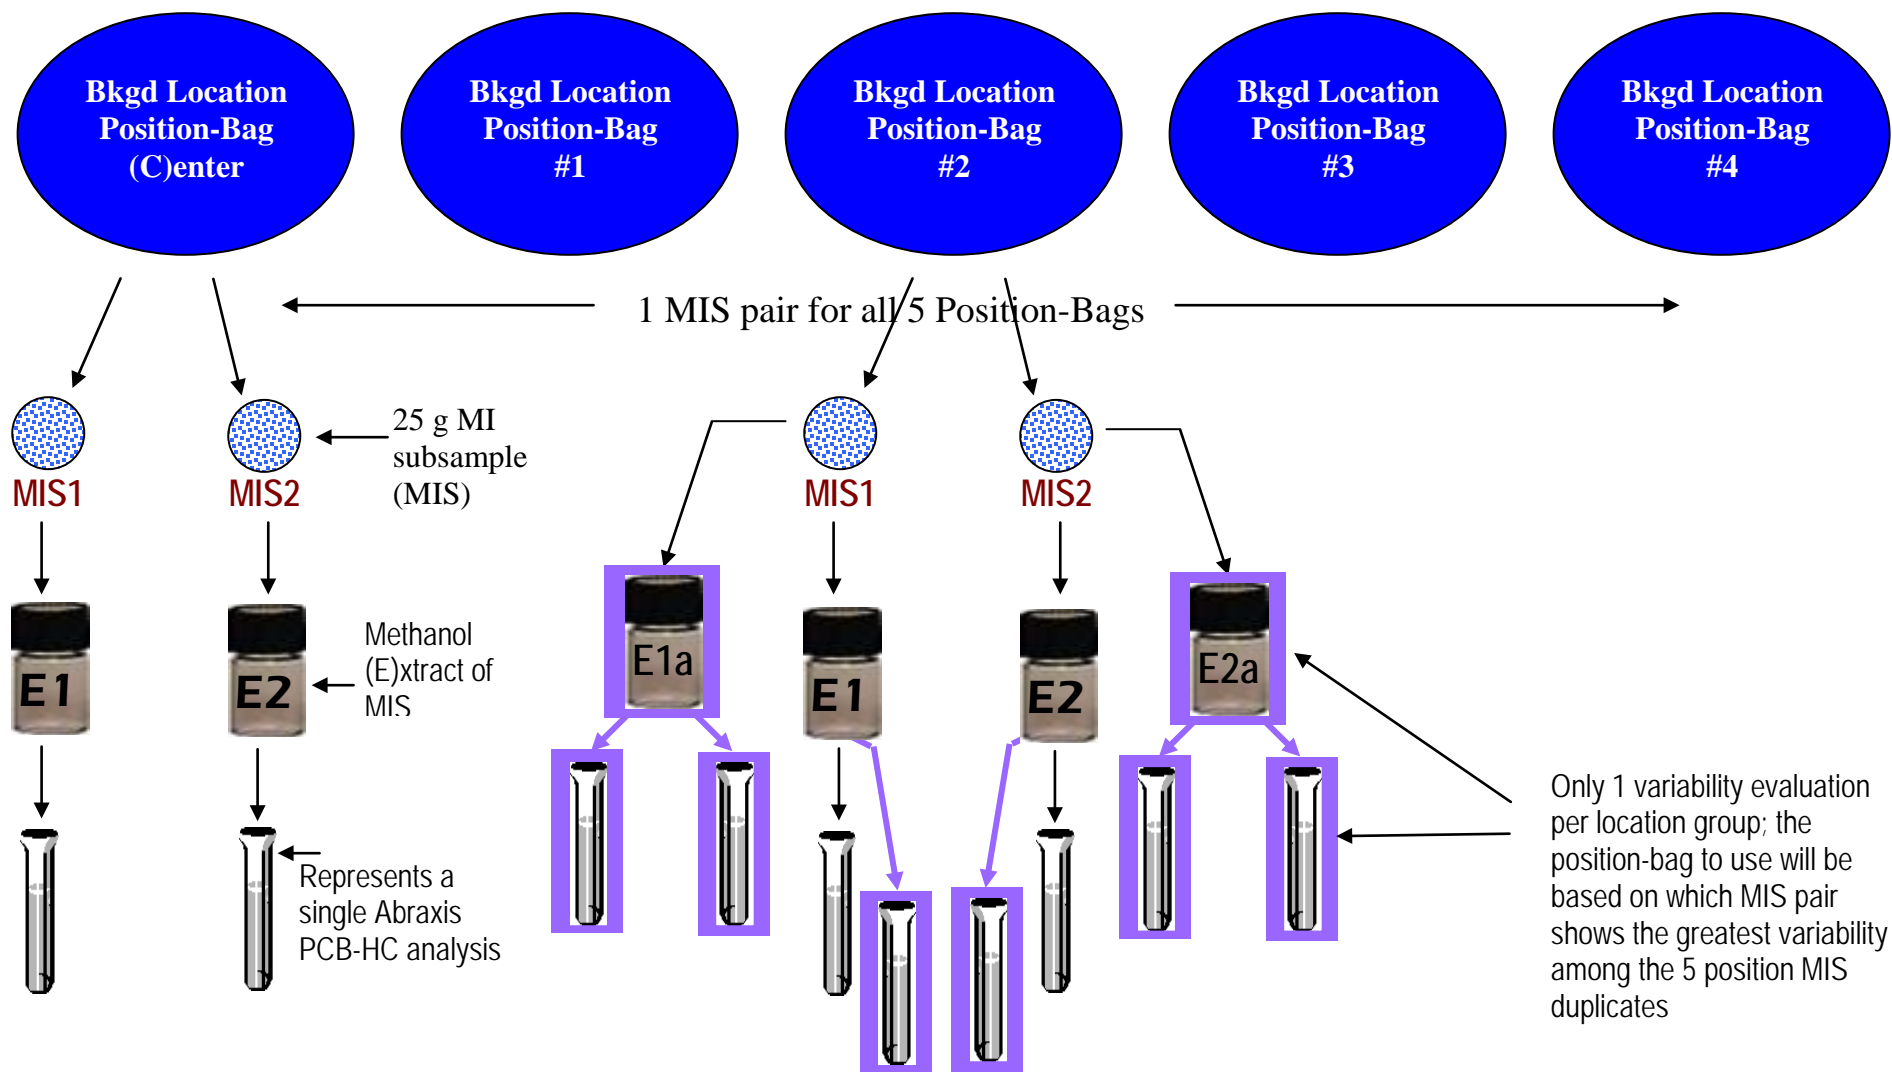 Bkgd Location
Position-Bag
(C)enter
Bkgd Location
Position-Bag
#1
Bkgd Location
Position-Bag
#2
Bkgd Location
Position-Bag
#3
Bkgd Location
Position-Bag
#4
1 MIS pair for all 5 Position-Bags
25 g MI
subsample
(MIS)
MIS1
MIS2
MIS1
MIS2
Methanol
(E)xtract of
MIS
E1
E2
E1a
E1
E2
E2a
Represents a
single Abraxis
PCB-HC analysis
Only 1 variability evaluation
per location group; the
position-bag to use will be
based on which MIS pair
shows the greatest variability
among the 5 position MIS
duplicates